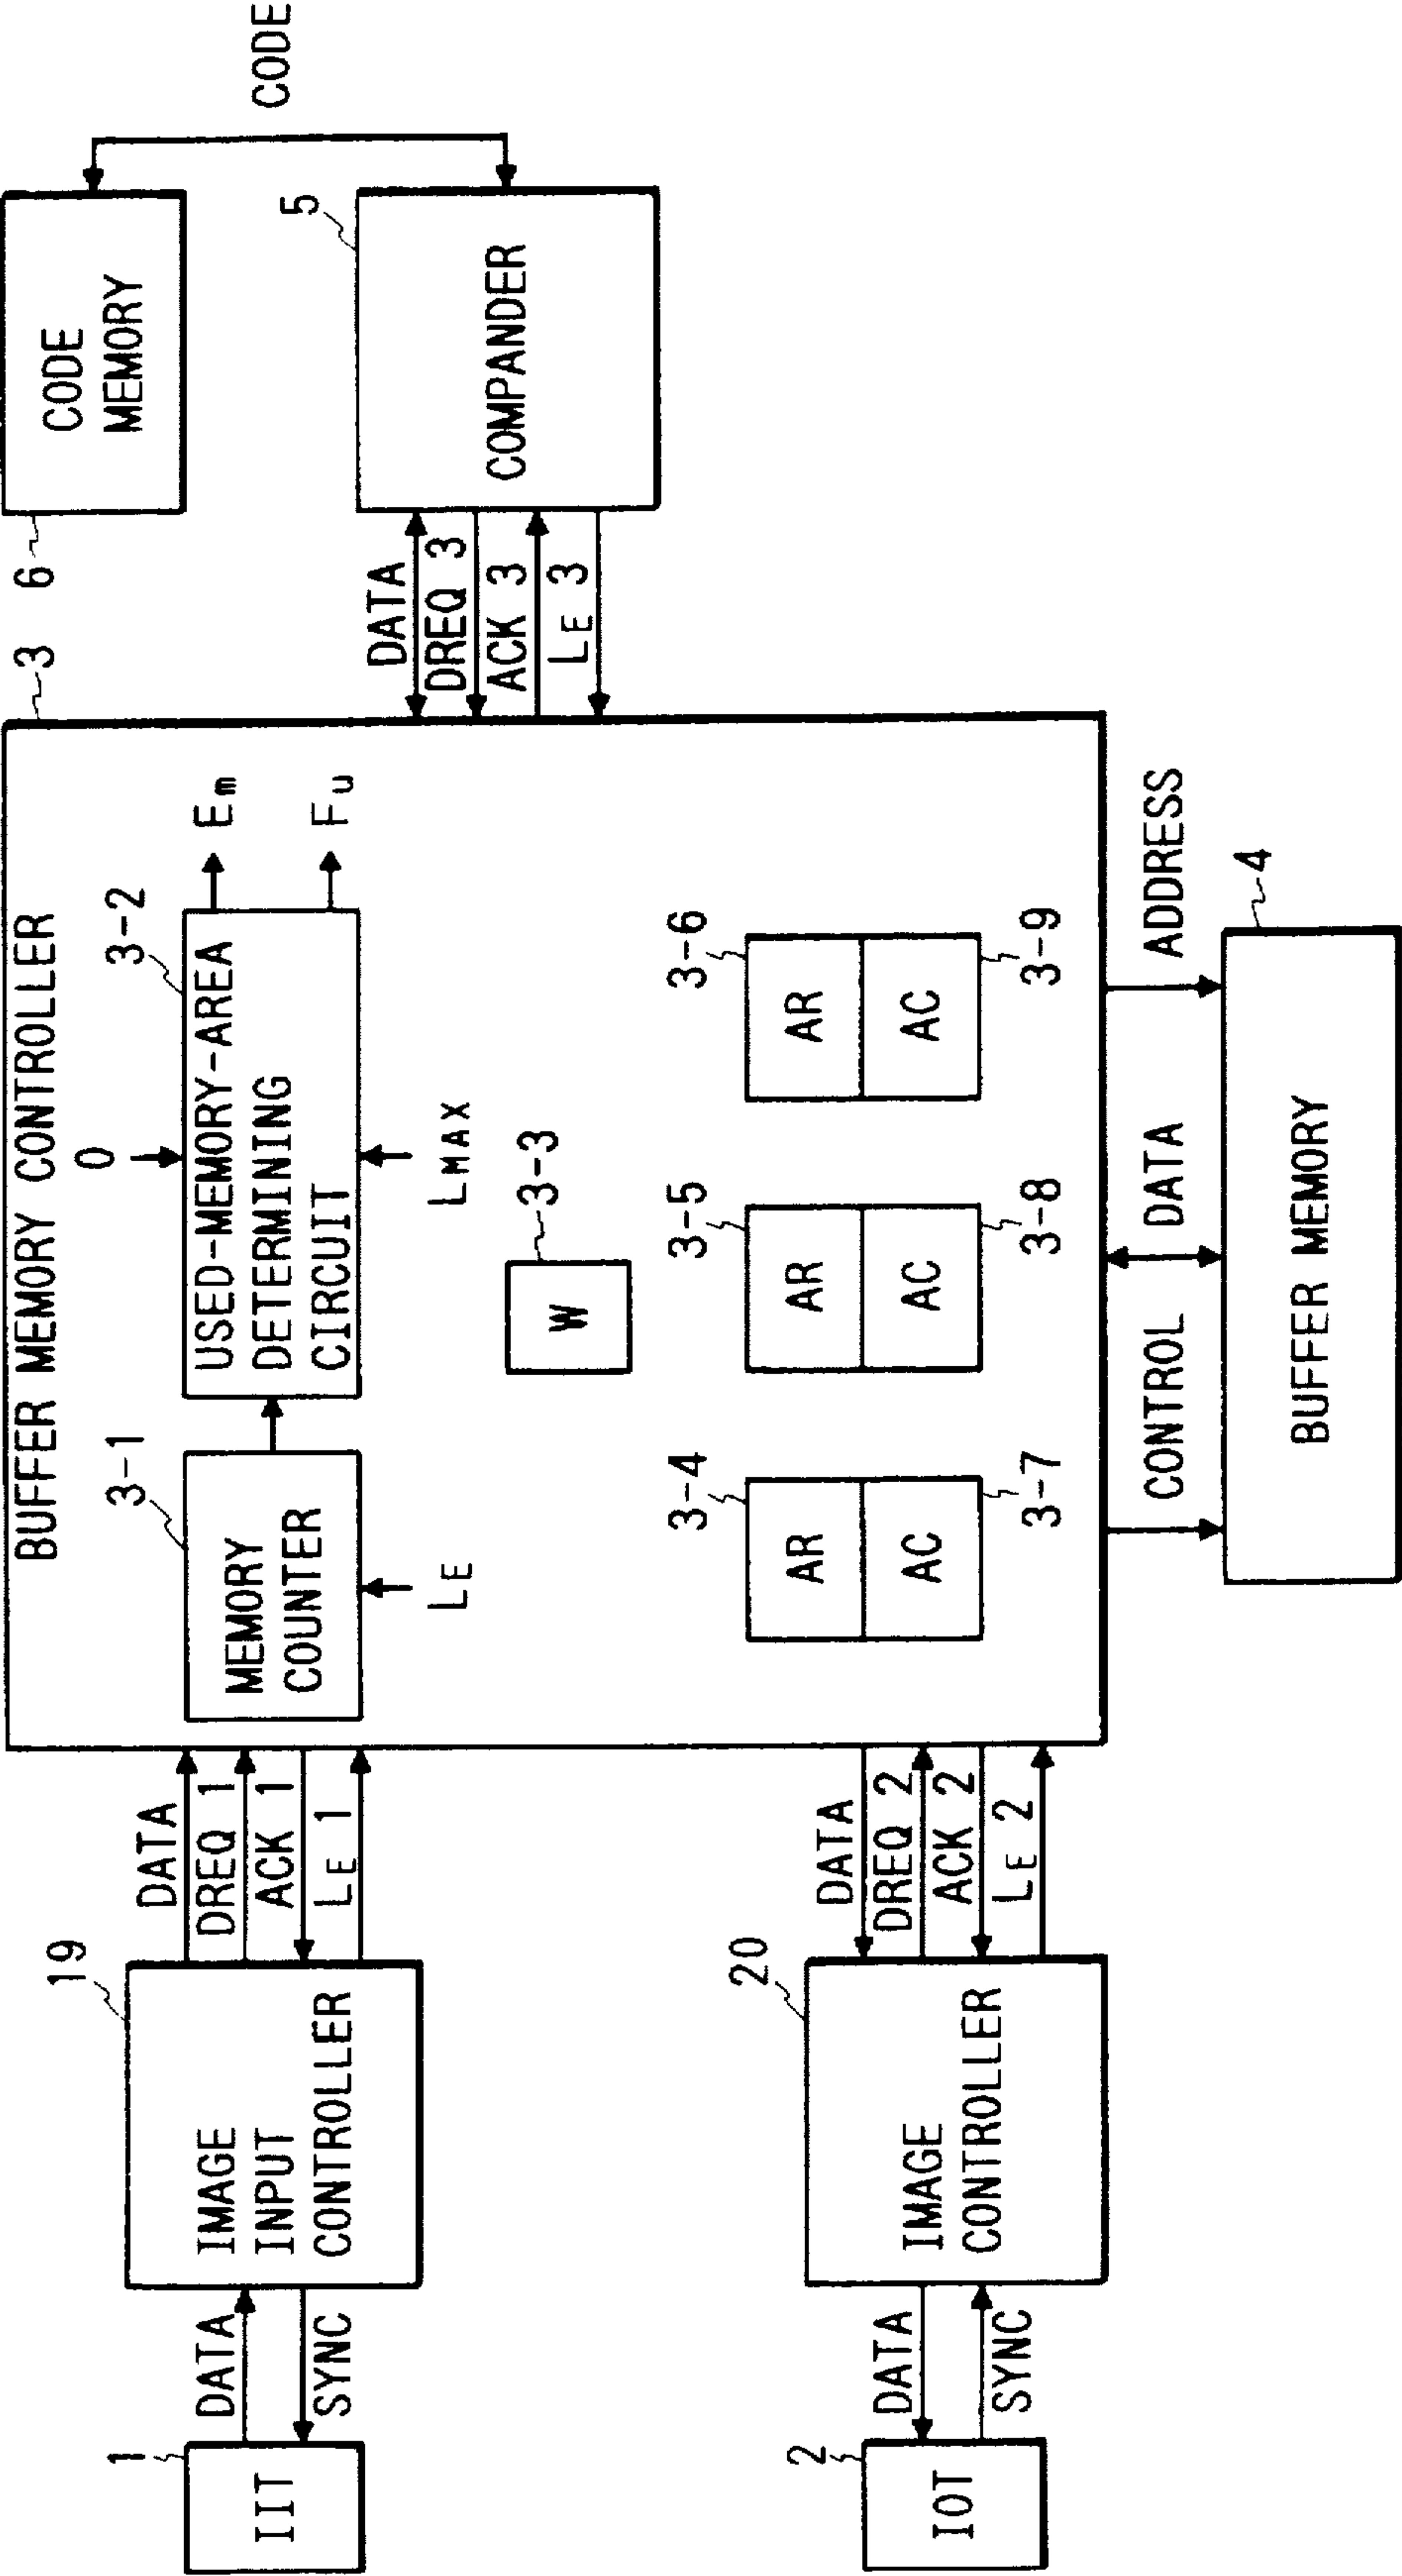 BUFFER MEMORY CONTROLLER
3
6
CODE
MEMORY
CODE
1
IIT
DATA
SYNC
19
IMAGE
INPUT
CONTROLLER
DATA
DREQ 1
ACK 1
LE 1
3-1
MEMORY
COUNTER
LE
0
3-2
USED-MEMORY-AREA
DETERMINING
CIRCUIT
LMAX
Em
Fu
3-3
W
DATA
DREQ 3
ACK 3
LE 3
5
COMPANDER
2
IOT
DATA
SYNC
20
IMAGE
CONTROLLER
DATA
DREQ 2
ACK 2
LE 2
3-4
AR
AC
3-7
3-5
AR
AC
3-8
3-6
AR
AC
3-9
CONTROL
DATA
ADDRESS
4
BUFFER MEMORY